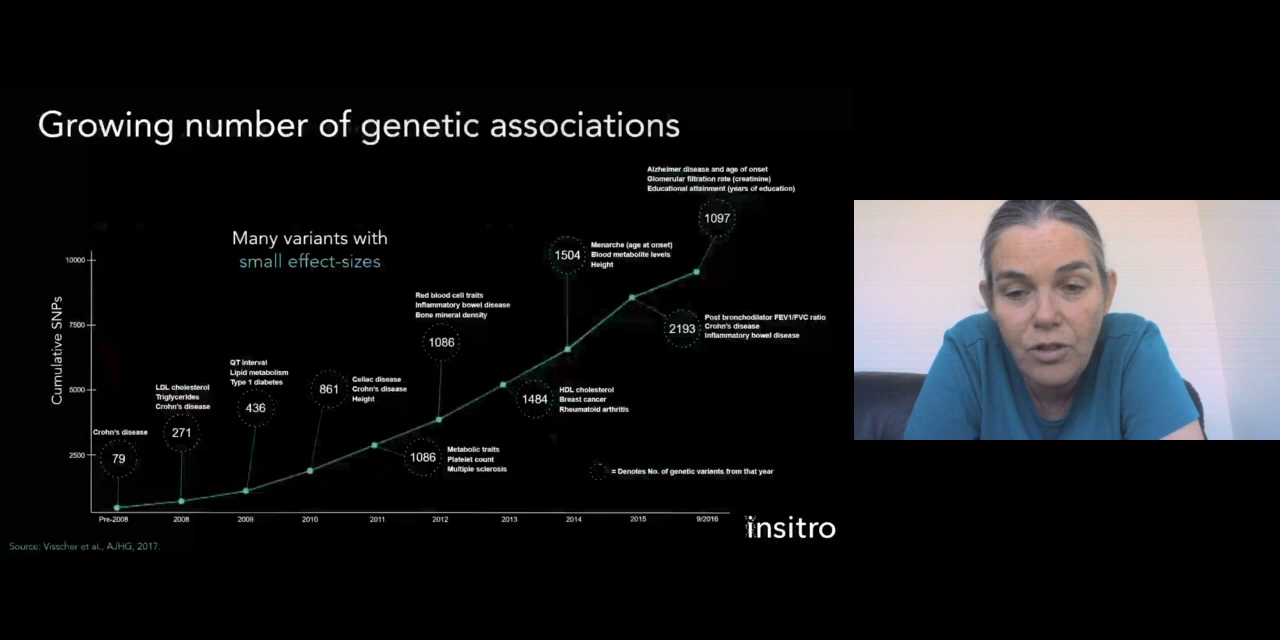 Growing number of genetic associations
Many variants with
small effect-sizes
Cumulative SNPs
10000
7500
5000
2500
Crohn's disease
79
LDL cholesterol
Triglycerides
Crohn's disease
271
QT interval
Lipid metabolism
Type 1 diabetes
436
861
Celiac disease
Crohn's disease
Height
1086
Metabolic traits
Platelet count
Multiple sclerosis
Red blood cell traits
Inflammatory bowel disease
Bone mineral density
1086
1484
HDL cholesterol
Breast cancer
Rheumatoid arthritis
1504
Menarche (age at onset)
Blood metabolite levels
Height
2193
Post bronchodilator FEV1/FVC ratio
Crohn's disease
Inflammatory bowel disease
Alzheimer disease and age of onset
Glomerular filtration rate (creatinine)
Educational attainment (years of education)
1097
= Denotes No. of genetic variants from that year
Pre-2008 2008 2009 2010 2011 2012 2013 2014 2015 9/2016
insitro
Source: Visscher et al., AJHG, 2017.